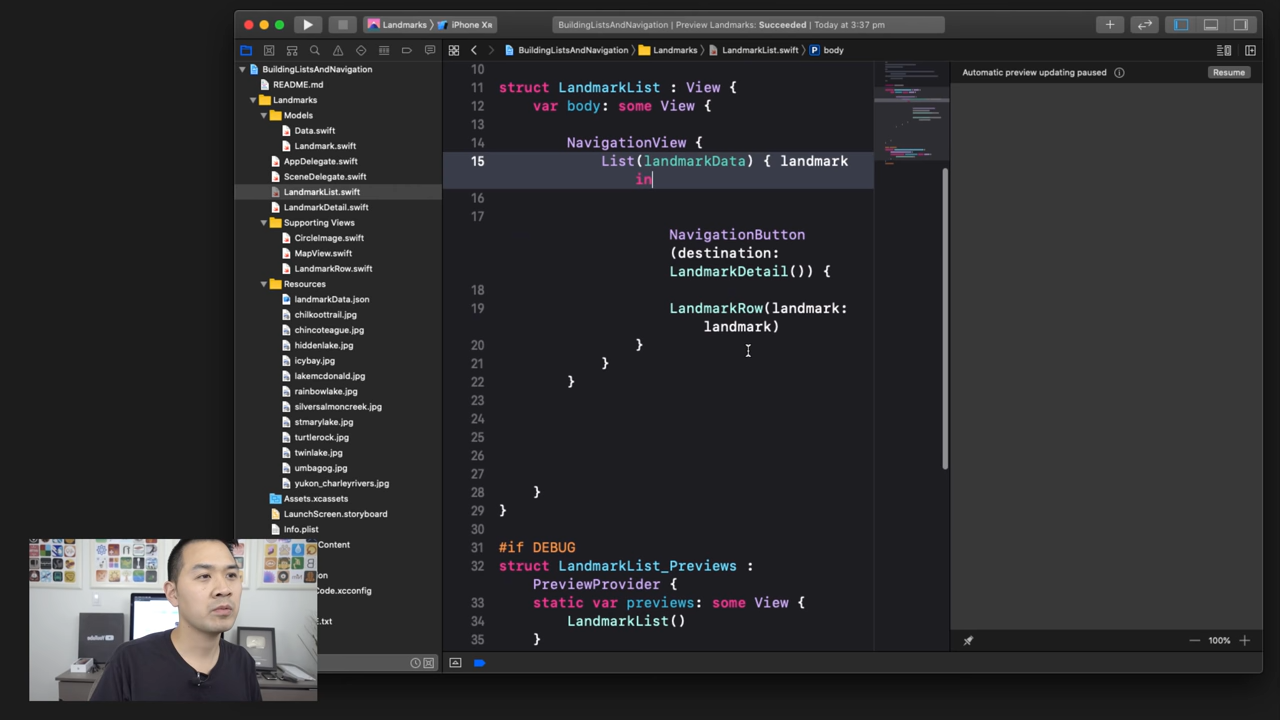 Landmarks 〉 iPhone Xʀ
BuildingListsAndNavigation | Preview Landmarks: Succeeded | Today at 3:37 pm
BuildingListsAndNavigation 〉 Landmarks 〉 LandmarkList.swift 〉 P body
BuildingListsAndNavigation
README.md
Landmarks
Models
Data.swift
Landmark.swift
AppDelegate.swift
SceneDelegate.swift
LandmarkList.swift
LandmarkDetail.swift
Supporting Views
CircleImage.swift
MapView.swift
LandmarkRow.swift
Resources
landmarkData.json
chilkoottrail.jpg
chincoteague.jpg
hiddenlake.jpg
icybay.jpg
lakemcdonald.jpg
rainbowlake.jpg
silversalmoncreek.jpg
stmarylake.jpg
turtlerock.jpg
twinlake.jpg
umbagog.jpg
yukon_charleyrivers.jpg
Assets.xcassets
LaunchScreen.storyboard
Info.plist
Content
on
Code.xcconfig
.txt
10
11 struct LandmarkList : View {
12 var body: some View {
13
14 NavigationView {
15 List(landmarkData) { landmark
in
16
17
NavigationButton
(destination:
LandmarkDetail()) {
18
19 LandmarkRow(landmark:
landmark)
20 }
21 }
22 }
23
24
25
26
27
28 }
29 }
30
31 #if DEBUG
32 struct LandmarkList_Previews :
PreviewProvider {
33 static var previews: some View {
34 LandmarkList()
35 }
Automatic preview updating paused
Resume
100%